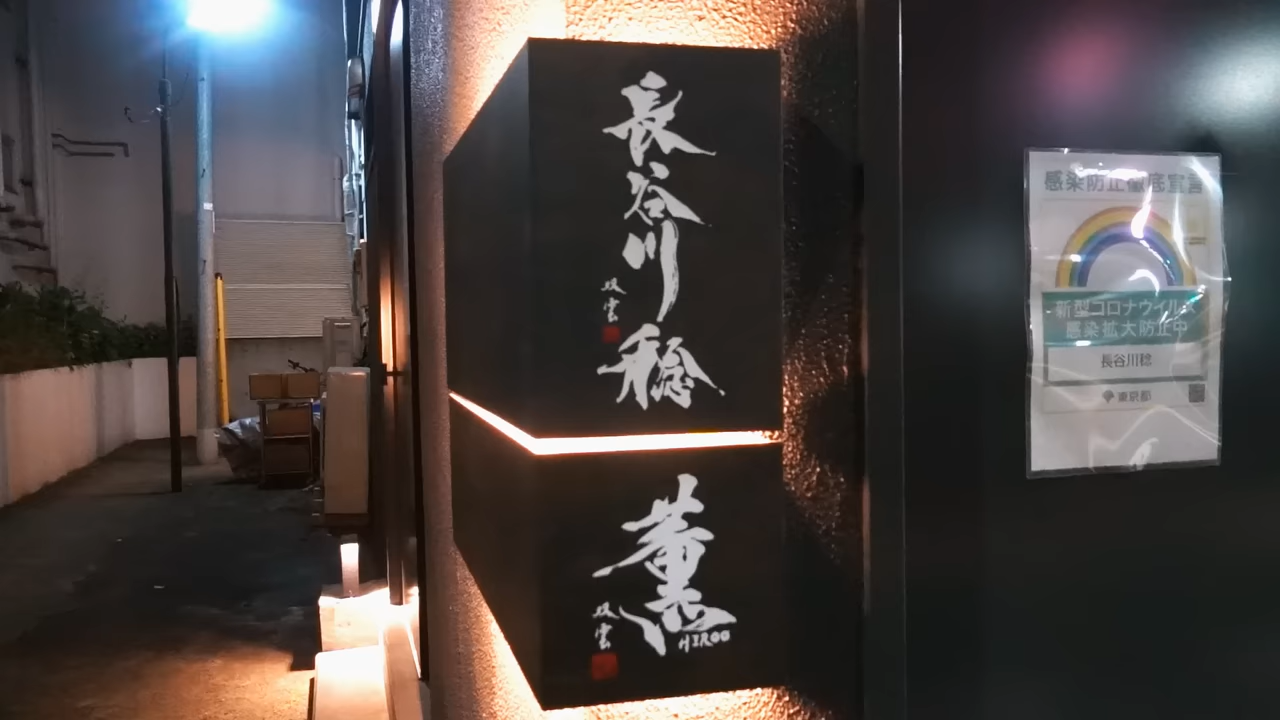 長谷川稔
双雲
薫
HIROO
双雲
感染防止徹底宣言
新型コロナウイルス
感染拡大防止中
長谷川稔
東京都